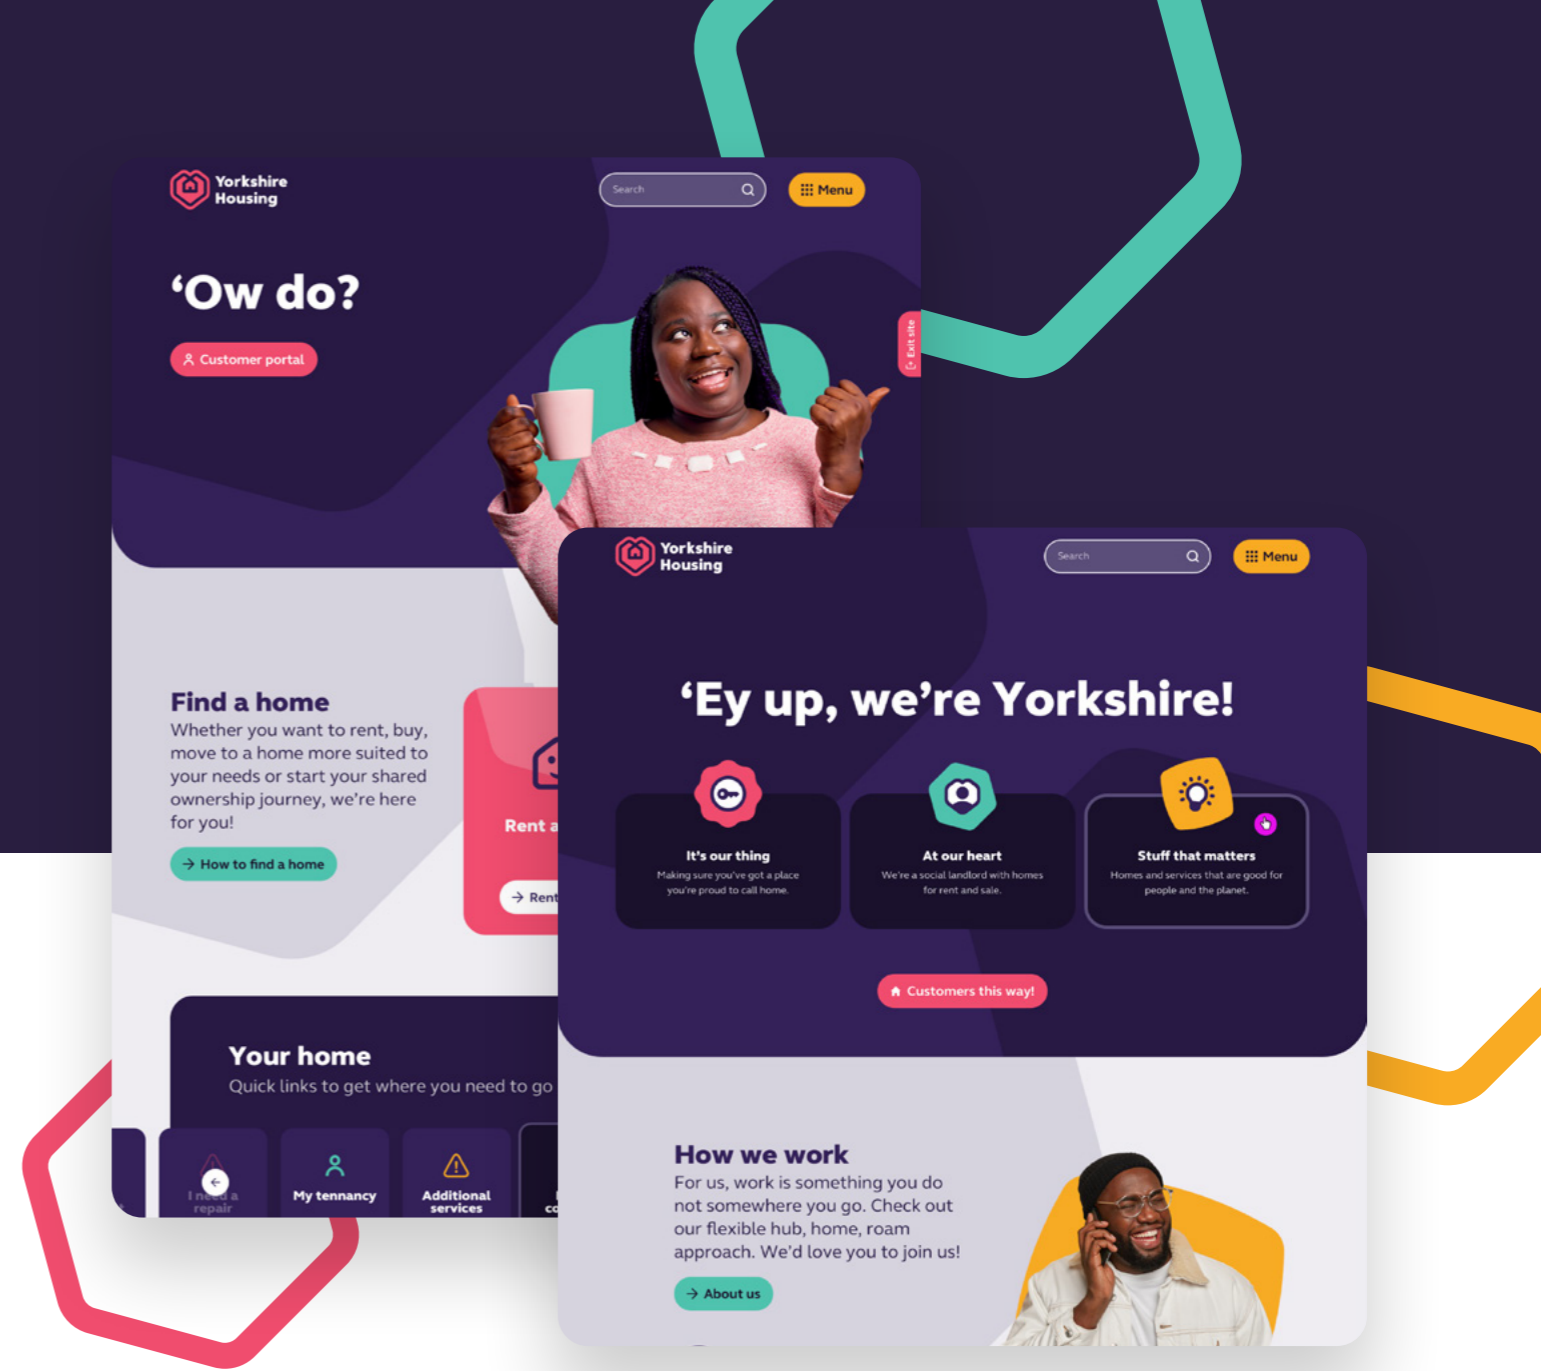 Yorkshire
Housing
Search
Menu
‘Ow do?
Customer portal
Exit site
Find a home
Whether you want to rent, buy,
move to a home more suited to
your needs or start your shared
ownership journey, we’re here
for you!
How to find a home
Rent a
Rent
Your home
Quick links to get where you need to go
I need a
repair
My tennancy
Additional
services
co
Yorkshire
Housing
Search
Menu
‘Ey up, we’re Yorkshire!
It's our thing
Making sure you've got a place
you're proud to call home.
At our heart
We're a social landlord with homes
for rent and sale.
Stuff that matters
Homes and services that are good for
people and the planet.
Customers this way!
How we work
For us, work is something you do
not somewhere you go. Check out
our flexible hub, home, roam
approach. We’d love you to join us!
About us